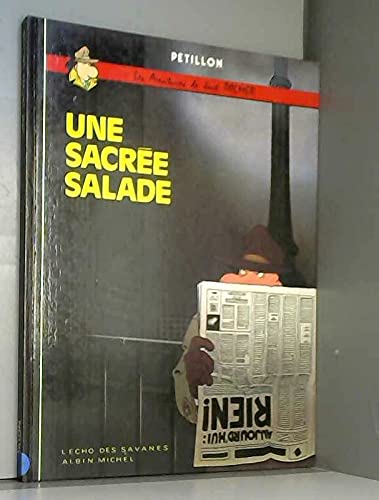 PETILLON
Les Aventures de Jack PALMER
UNE
SACRÉE
SALADE
AUJOURD'HUI:
RIEN!
L'ECHO DES SAVANES
ALBIN MICHEL